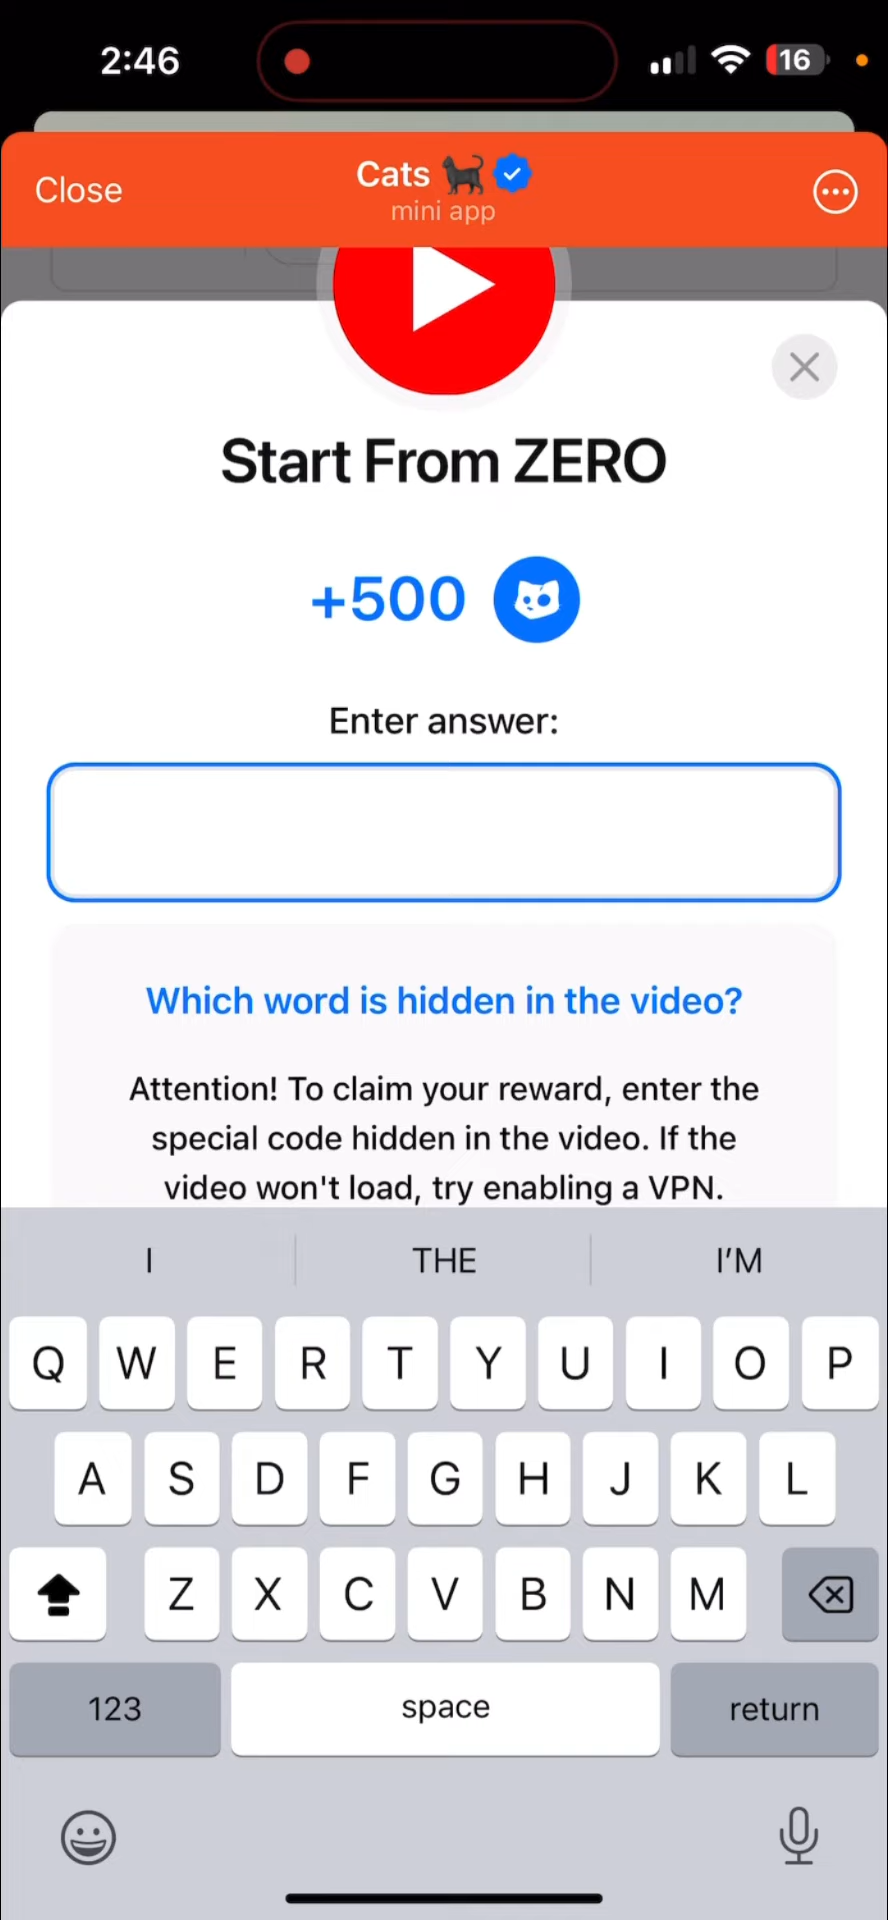 2:46
16
Close
Cats
mini app
Start From ZERO
+500
Enter answer:
Which word is hidden in the video?
Attention! To claim your reward, enter the
special code hidden in the video. If the
video won't load, try enabling a VPN.
I THE I'M
Q W E R T Y U I O P
A S D F G H J K L
Z X C V B N M
123 space return